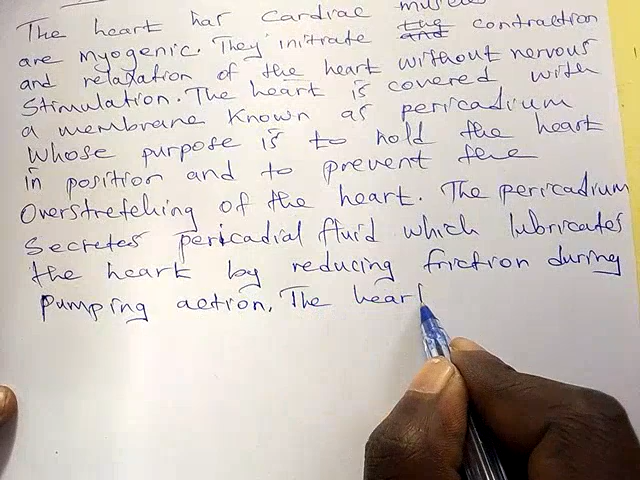 The heart has cardiac muscles
are myogenic. They initrate the and contraction
and relaxation of the heart without nervous
Stimulation. The heart is covered with
a membrane known as pericadium
whose purpose is to hold the heart
in position and to prevent the
Overstretching of the heart. The pericadium
Secretes pericadial fluid which lubricates
the heart by reducing friction during
pumping action. The heart